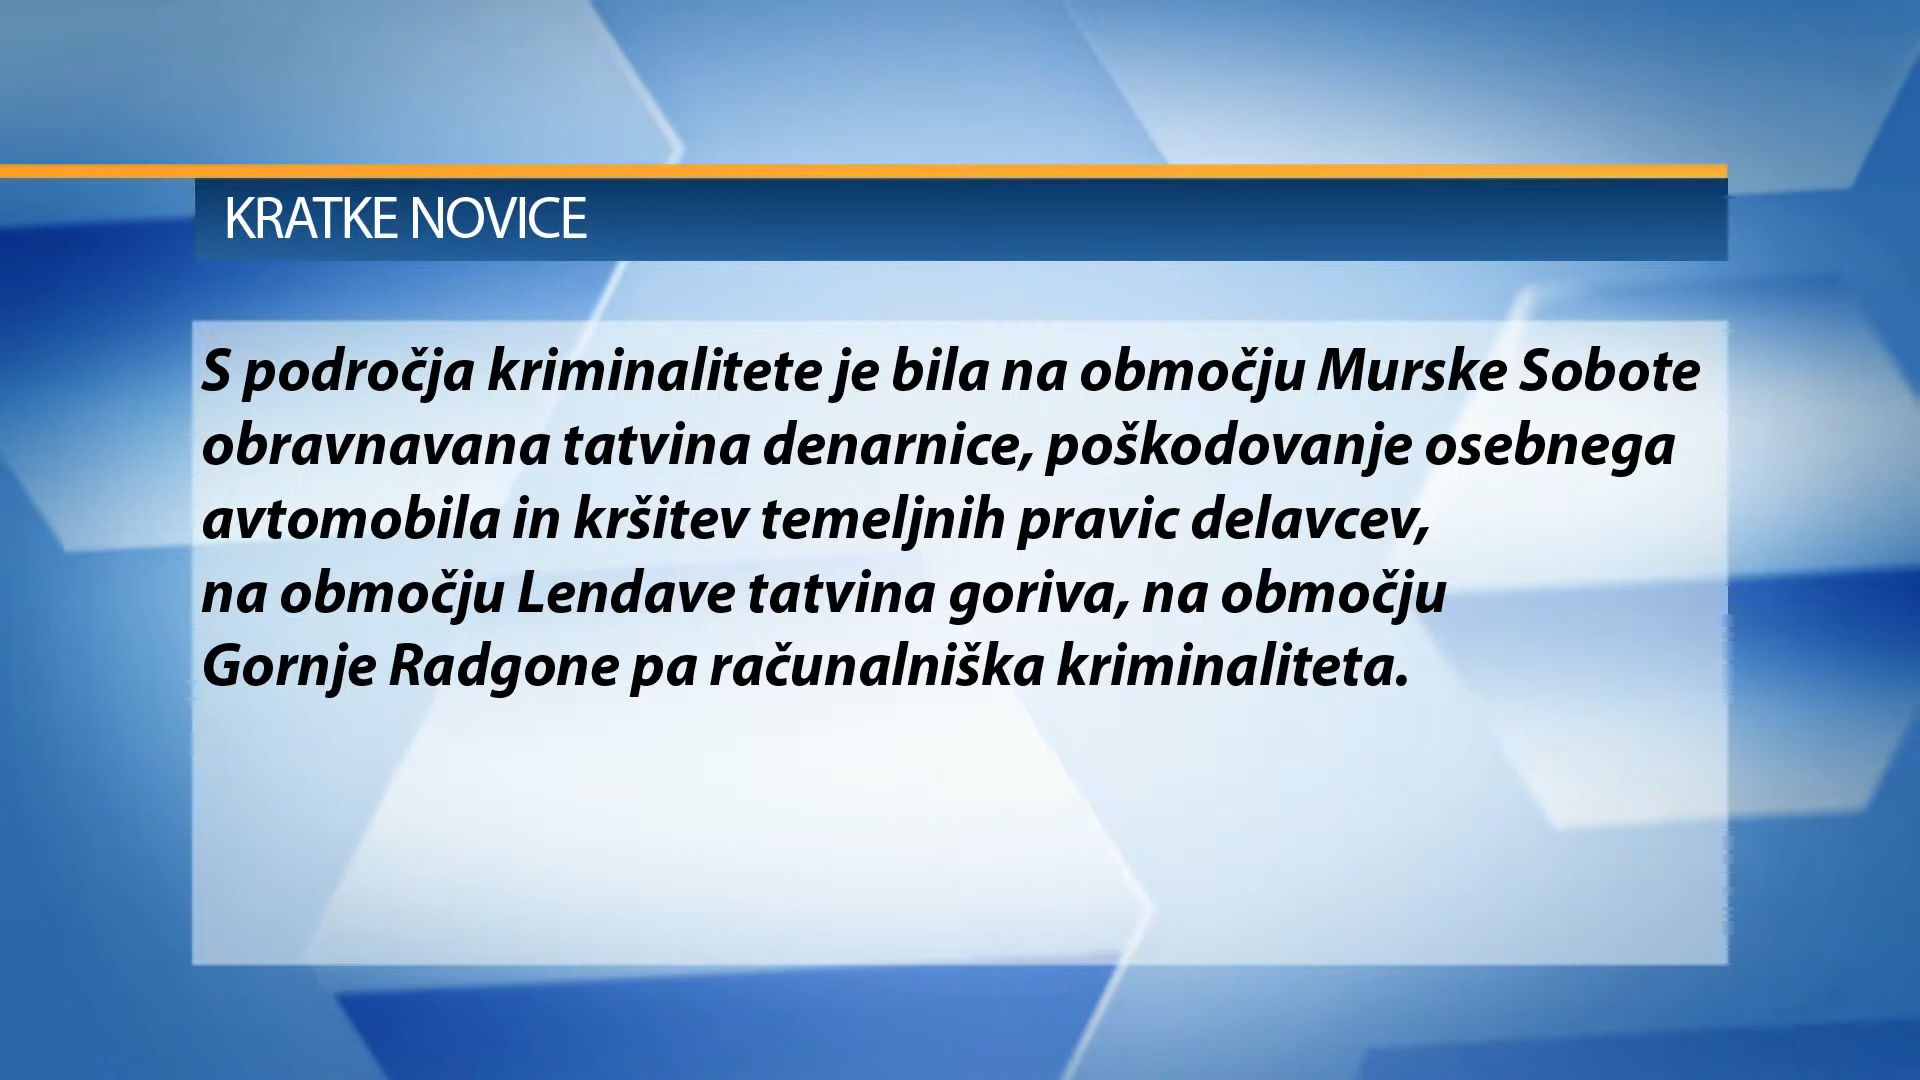 KRATKE NOVICE
S področja kriminalitete je bila na območju Murske Sobote
obravnavana tatvina denarnice, poškodovanje osebnega
avtomobila in kršitev temeljnih pravic delavcev,
na območju Lendave tatvina goriva, na območju
Gornje Radgone pa računalniška kriminaliteta.